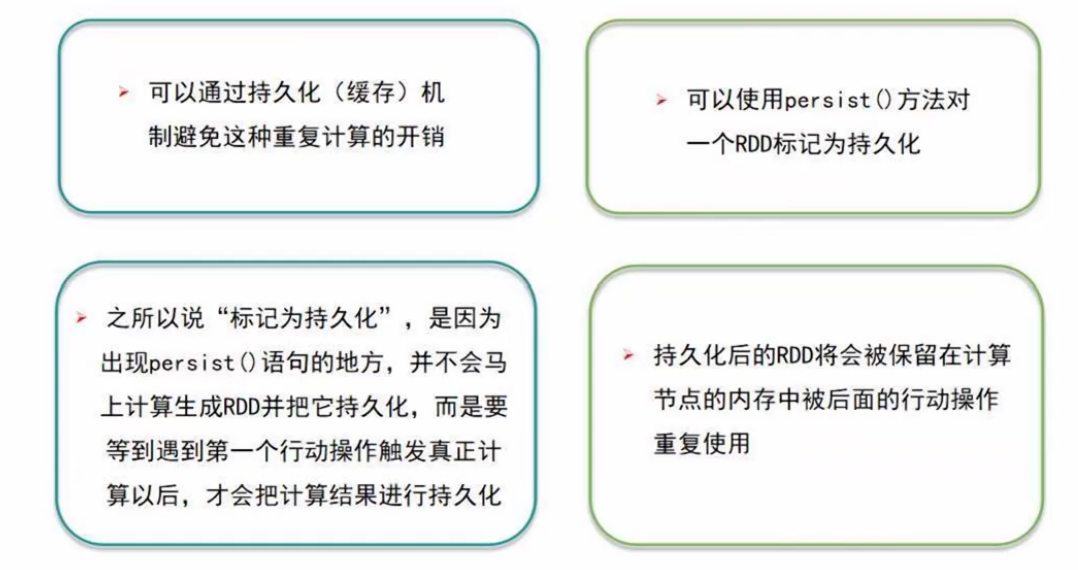 可以通过持久化（缓存）机
制避免这种重复计算的开销
可以使用persist()方法对
一个RDD标记为持久化
之所以说“标记为持久化”，是因为
出现persist()语句的地方，并不会马
上计算生成RDD并把它持久化，而是要
等到遇到第一个行动操作触发真正计
算以后，才会把计算结果进行持久化
持久化后的RDD将会被保留在计算
节点的内存中被后面的行动操作
重复使用